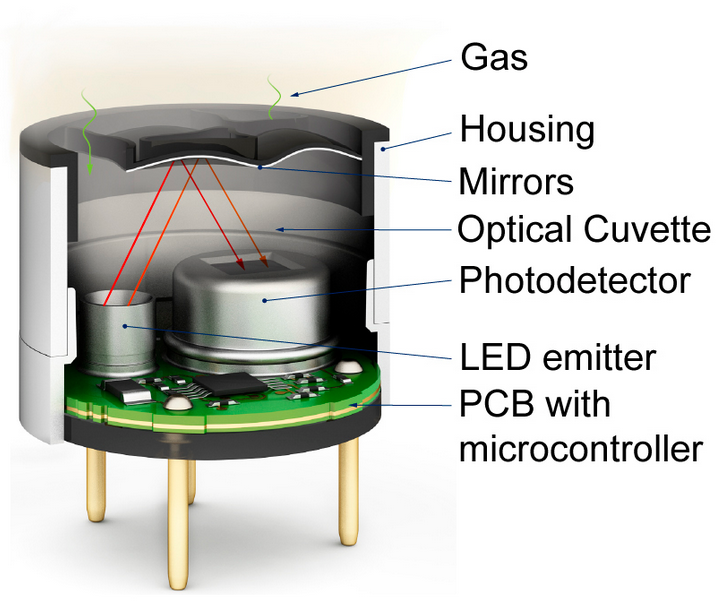 Gas
Housing
Mirrors
Optical Cuvette
Photodetector
LED emitter
PCB with
microcontroller